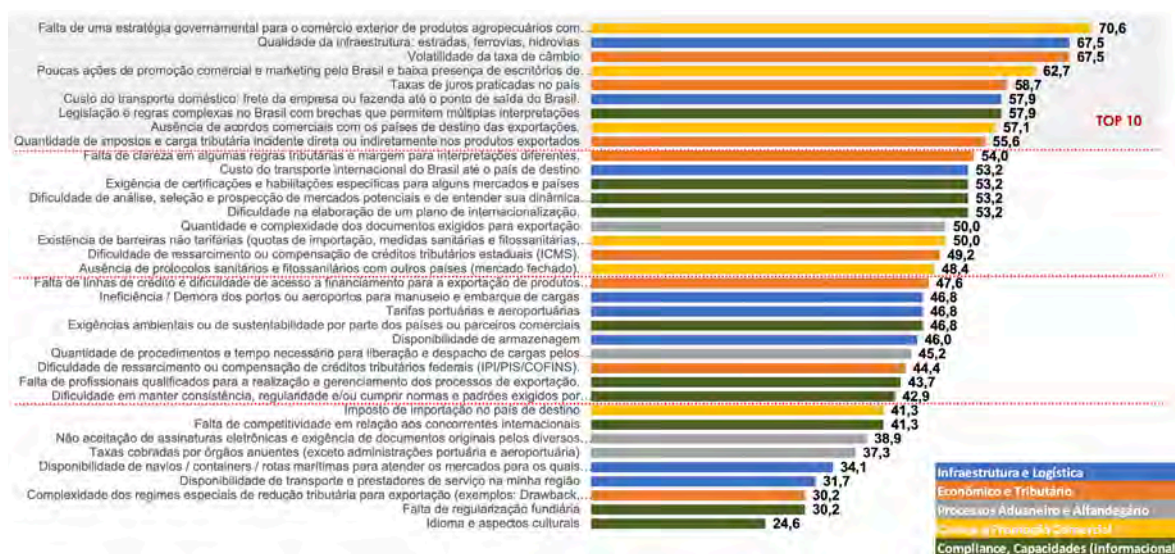 Falta de uma estratégia governamental para o comércio exterior de produtos agropecuários com... 70,6
Qualidade da infraestrutura: estradas, ferrovias, hidrovias 67,5
Volatilidade da taxa de câmbio 67,5
Poucas ações de promoção comercial e marketing pelo Brasil e baixa presença de escritórios de... 62,7
Taxas de juros praticadas no país 58,7
Custo do transporte doméstico: frete da empresa ou fazenda até o ponto de saída do Brasil. 57,9
Legislação e regras complexas no Brasil com brechas que permitem múltiplas interpretações 57,9
Ausência de acordos comerciais com os países de destino das exportações. 57,1
TOP 10
Quantidade de impostos e carga tributária incidente direta ou indiretamente nos produtos exportados 55,6
Falta de clareza em algumas regras tributárias e margem para interpretações diferentes. 54,0
Custo do transporte internacional do Brasil até o país de destino 53,2
Exigência de certificações e habilitações específicas para alguns mercados e países 53,2
Dificuldade de análise, seleção e prospecção de mercados potenciais e de entender sua dinâmica 53,2
Dificuldade na elaboração de um plano de internacionalização. 53,2
Quantidade e complexidade dos documentos exigidos para exportação 50,0
Existência de barreiras não tarifárias (quotas de importação, medidas sanitárias e fitossanitárias,... 50,0
Dificuldade de ressarcimento ou compensação de créditos tributários estaduais (ICMS). 49,2
Ausência de protocolos sanitários e fitossanitários com outros países (mercado fechado). 48,4
Falta de linhas de crédito e dificuldade de acesso a financiamento para a exportação de produtos... 47,6
Ineficiência / Demora dos portos ou aeroportos para manuseio e embarque de cargas 46,8
Tarifas portuárias e aeroportuárias 46,8
Exigências ambientais ou de sustentabilidade por parte dos países ou parceiros comerciais 46,8
Disponibilidade de armazenagem 46,0
Quantidade de procedimentos e tempo necessário para liberação e despacho de cargas pelos... 45,2
Dificuldade de ressarcimento ou compensação de créditos tributários federais (IPI/PIS/COFINS). 44,4
Falta de profissionais qualificados para a realização e gerenciamento dos processos de exportação. 43,7
Dificuldade em manter consistência, regularidade e/ou cumprir normas e padrões exigidos por... 42,9
Imposto de importação no país de destino 41,3
Falta de competitividade em relação aos concorrentes internacionais 41,3
Não aceitação de assinaturas eletrônicas e exigência de documentos originais pelos diversos... 38,9
Taxas cobradas por órgãos anuentes (exceto administrações portuária e aeroportuária) 37,3
Disponibilidade de navios / containers / rotas marítimas para atender os mercados para os quais... 34,1
Disponibilidade de transporte e prestadores de serviço na minha região 31,7
Complexidade dos regimes especiais de redução tributária para exportação (exemplos: Drawback,... 30,2
Falta de regularização fundiária 30,2
Idioma e aspectos culturais 24,6
Infraestrutura e Logística
Econômico e Tributário
Processos Aduaneiro e Alfandegário
Promoção Comercial
Compliance, Capacidades (informacional